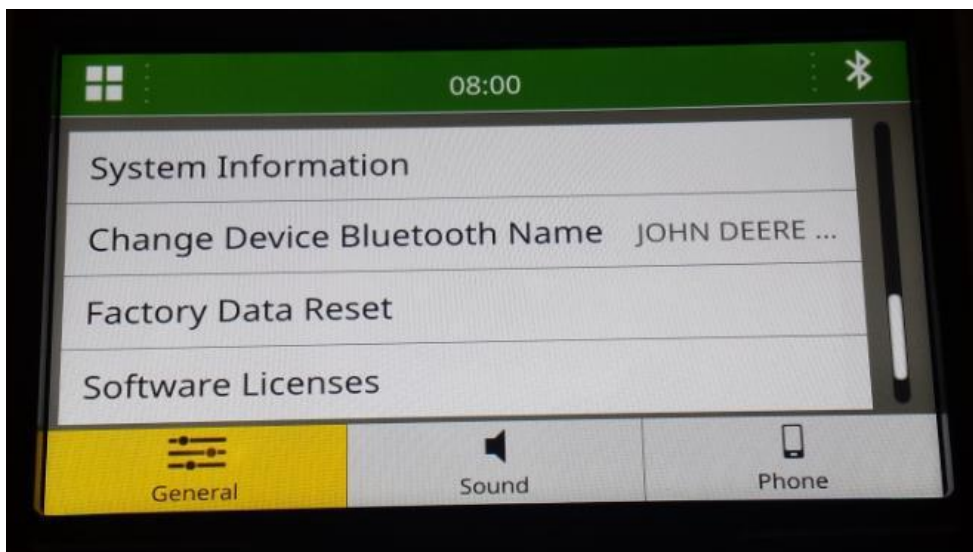 08:00
System Information
Change Device Bluetooth Name JOHN DEERE ...
Factory Data Reset
Software Licenses
General Sound Phone